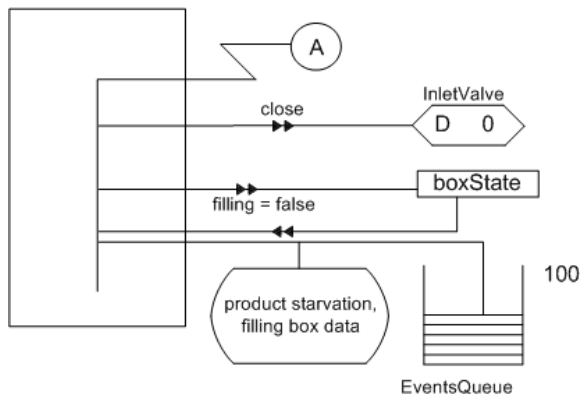 A
close
InletValve
D 0
boxState
filling = false
100
product starvation,
filling box data
EventsQueue